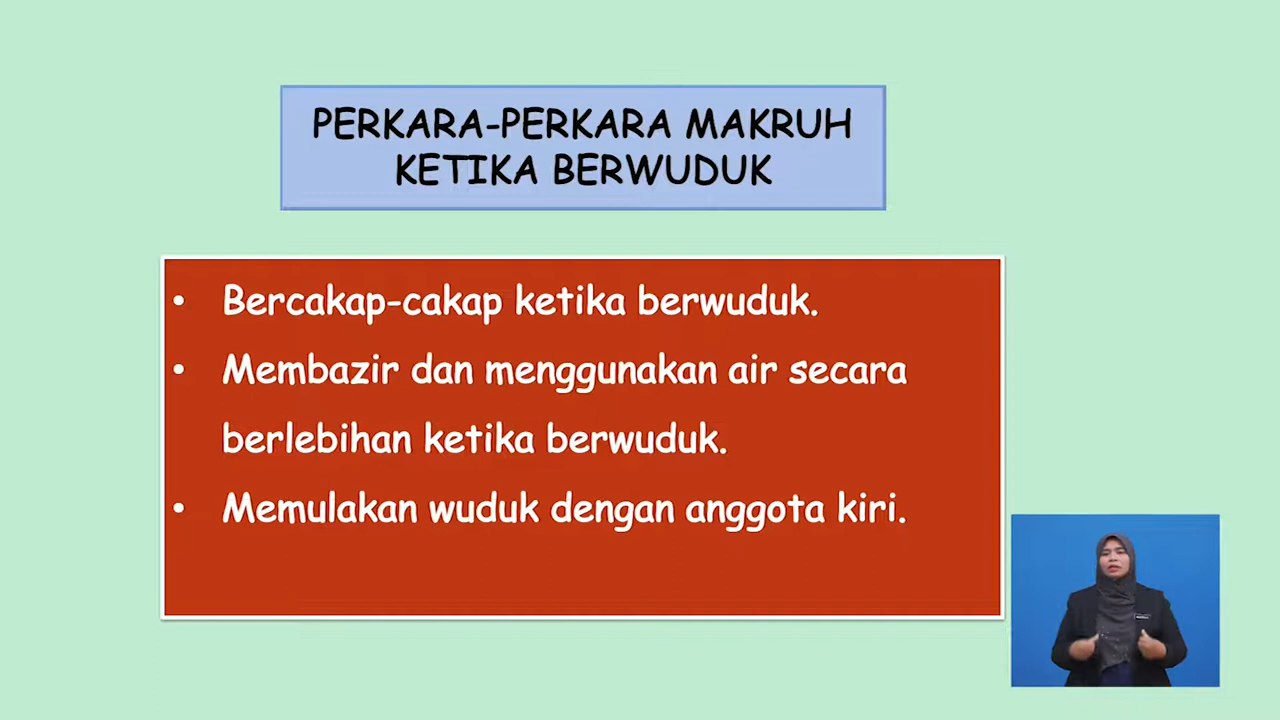 PERKARA-PERKARA MAKRUH
KETIKA BERWUDUK
• Bercakap-cakap ketika berwuduk.
• Membazir dan menggunakan air secara
berlebihan ketika berwuduk.
• Memulakan wuduk dengan anggota kiri.